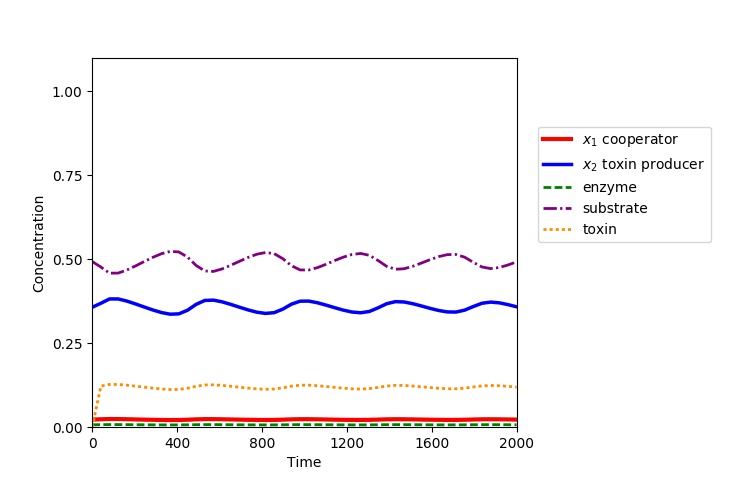 1.00
0.75
0.50
0.25
0.00
0 400 800 1200 1600 2000
Time
Concentration
x₁ cooperator
x₂ toxin producer
enzyme
substrate
toxin